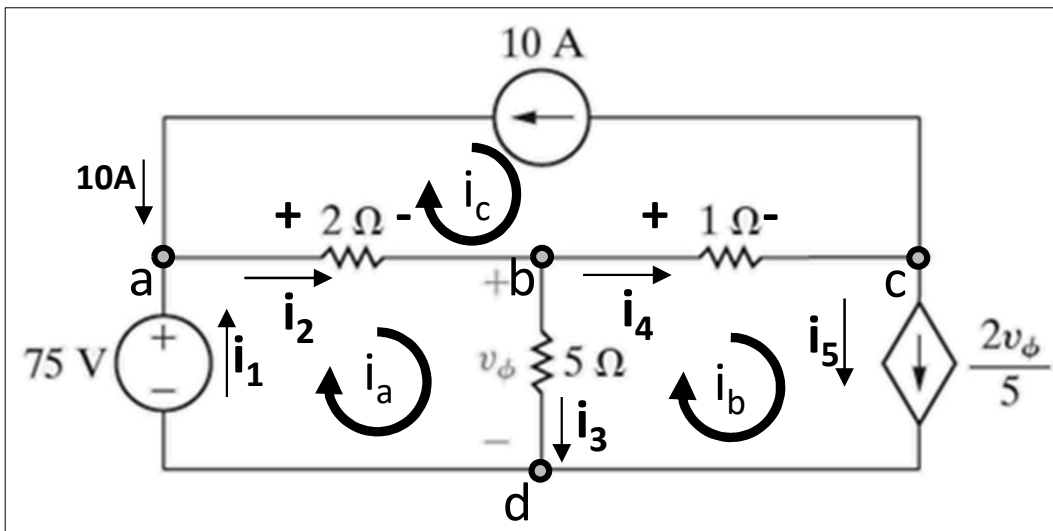 10 A
10A
i_c
+ 2 Ω - + 1 Ω -
a + b c
i_2 i_4
75 V + − i_1 i_a v_ϕ 5 Ω i_b i_5 2v_ϕ/5
− i_3
d